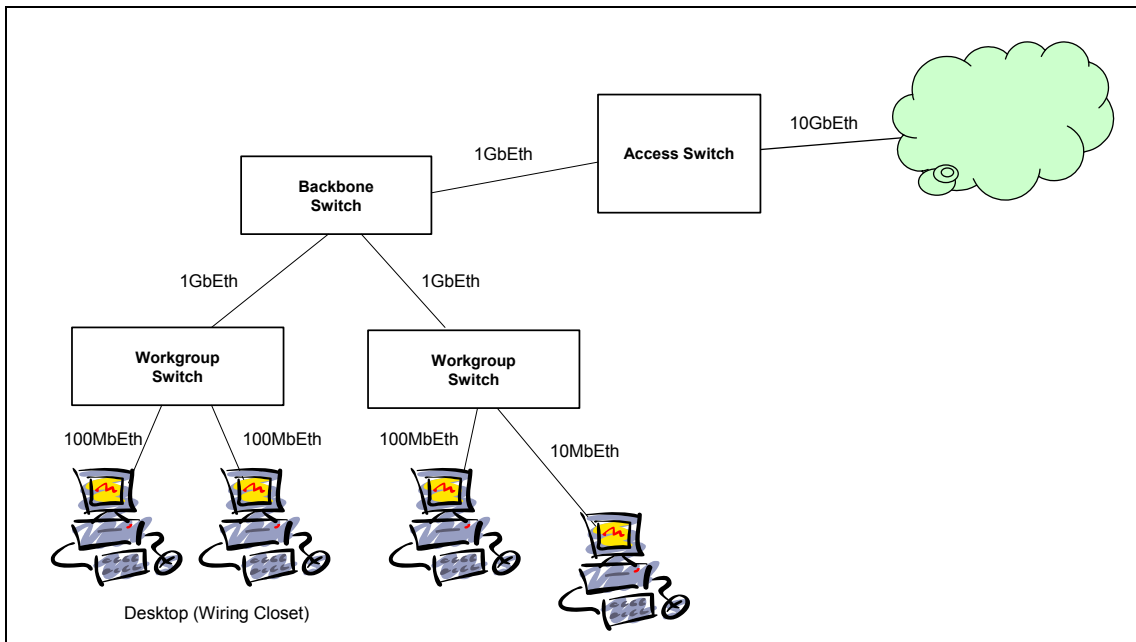 10GbEth
1GbEth
Access Switch
Backbone
Switch
1GbEth
1GbEth
Workgroup
Switch
Workgroup
Switch
100MbEth
100MbEth
100MbEth
10MbEth
Desktop (Wiring Closet)